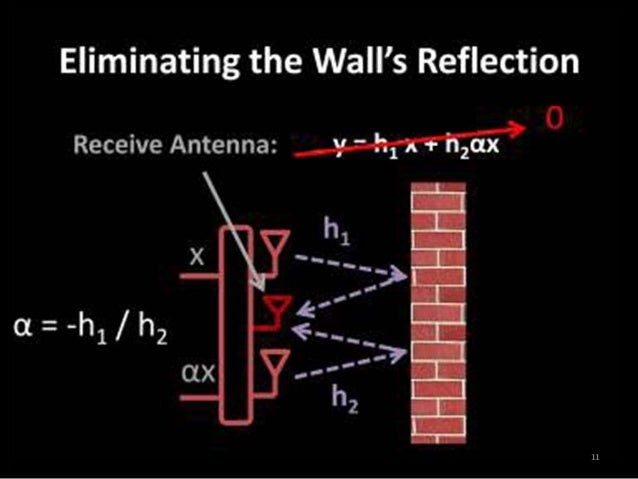 Eliminating the Wall's Reflection
0
Receive Antenna: y = h₁ x + h₂αx
h₁
x
α = -h₁ / h₂
αx
h₂
11